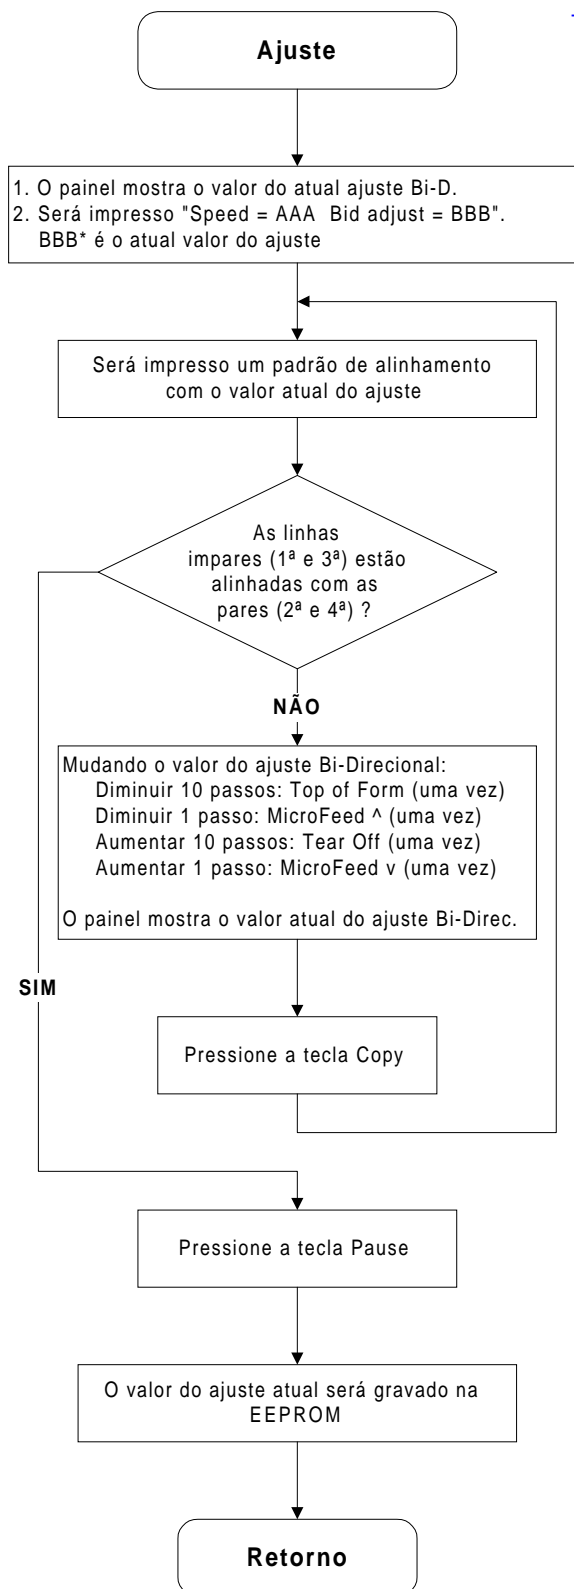 Ajuste
1. O painel mostra o valor do atual ajuste Bi-D.
2. Será impresso "Speed = AAA  Bid adjust = BBB".
BBB* é o atual valor do ajuste
Será impresso um padrão de alinhamento
com o valor atual do ajuste
As linhas
impares (1ª e 3ª) estão
alinhadas com as
pares (2ª e 4ª) ?
NÃO
Mudando o valor do ajuste Bi-Direcional:
Diminuir 10 passos: Top of Form (uma vez)
Diminuir 1 passo: MicroFeed ^ (uma vez)
Aumentar 10 passos: Tear Off (uma vez)
Aumentar 1 passo: MicroFeed v (uma vez)
O painel mostra o valor atual do ajuste Bi-Direc.
SIM
Pressione a tecla Copy
Pressione a tecla Pause
O valor do ajuste atual será gravado na
EEPROM
Retorno